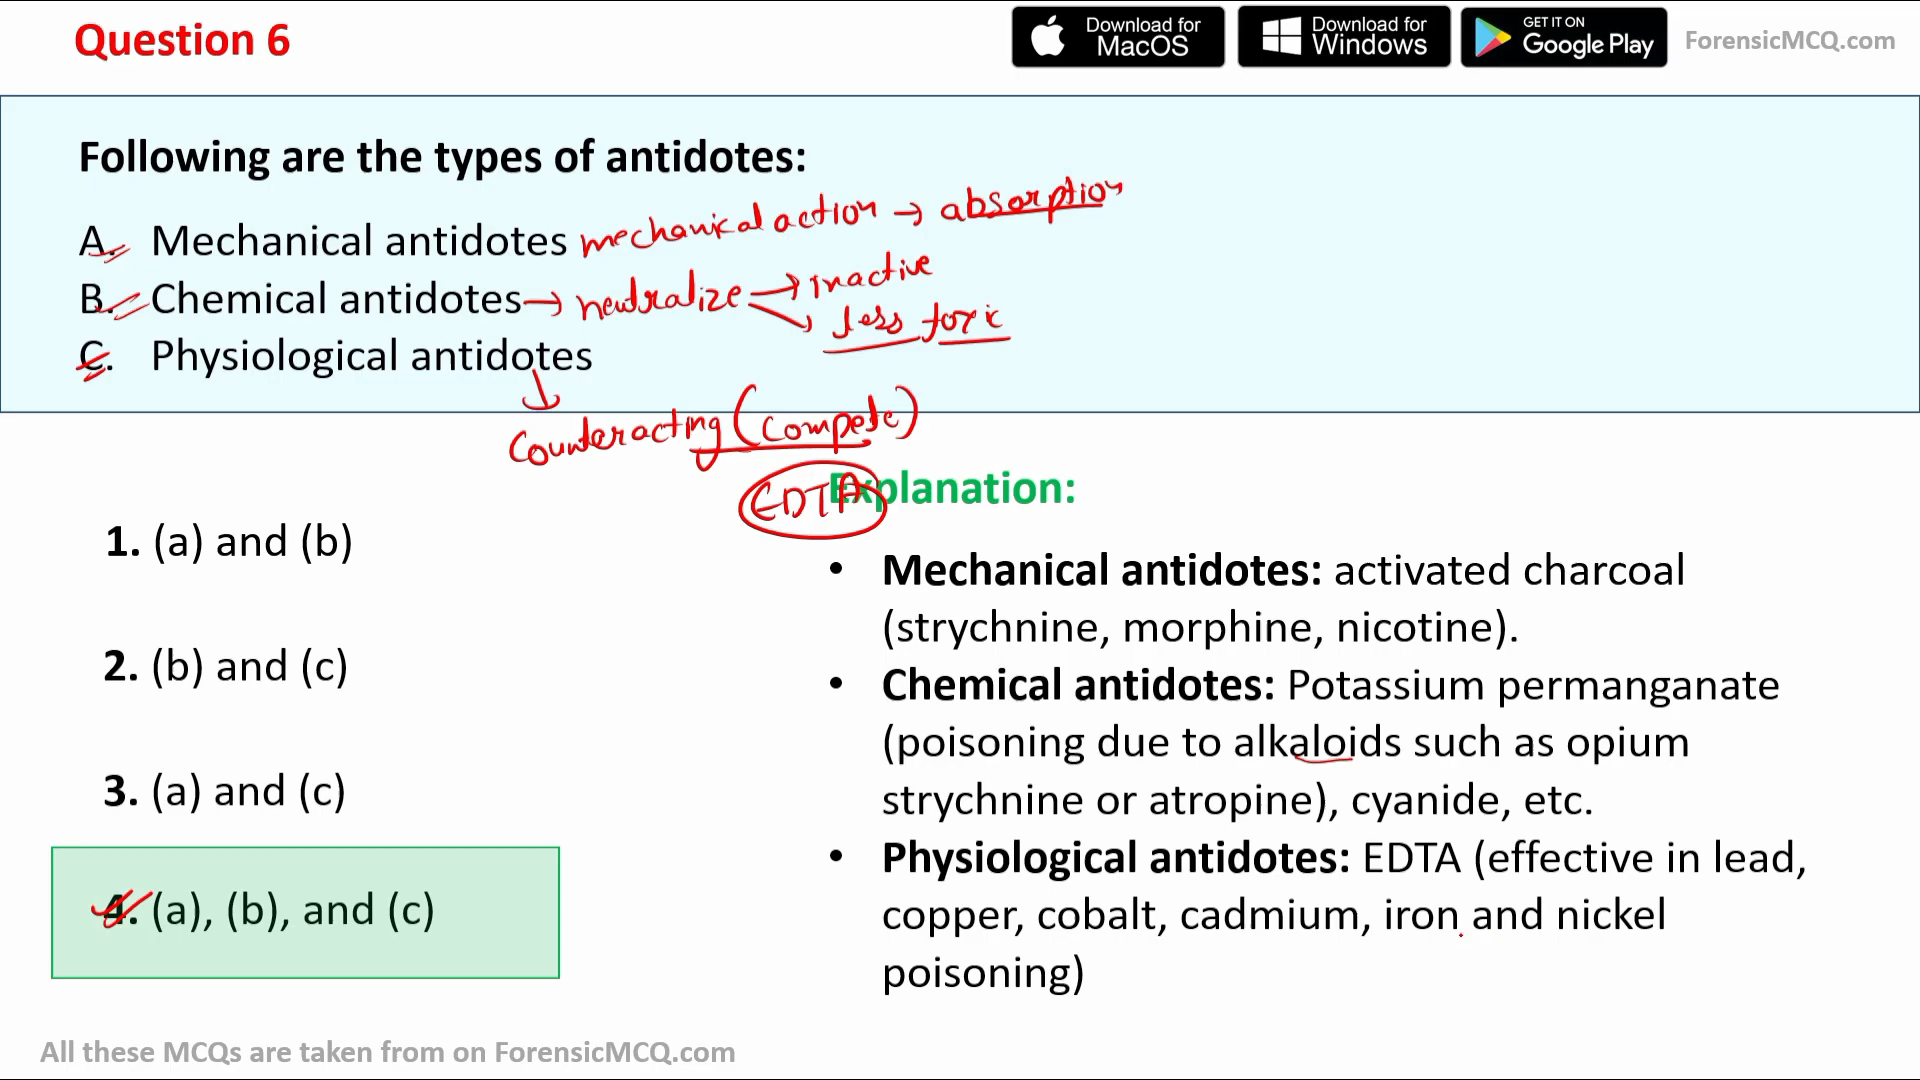 Question 6
Download for MacOS
Download for Windows
GET IT ON Google Play
ForensicMCQ.com
Following are the types of antidotes:
A. Mechanical antidotes mechanical action → absorption
B. Chemical antidotes → neutralize → inactive
→ less toxic
C. Physiological antidotes
↓
Counteracting (compete)
EDTA
1. (a) and (b)
2. (b) and (c)
3. (a) and (c)
4. (a), (b), and (c)
Explanation:
• Mechanical antidotes: activated charcoal
(strychnine, morphine, nicotine).
• Chemical antidotes: Potassium permanganate
(poisoning due to alkaloids such as opium
strychnine or atropine), cyanide, etc.
• Physiological antidotes: EDTA (effective in lead,
copper, cobalt, cadmium, iron and nickel
poisoning)
All these MCQs are taken from on ForensicMCQ.com